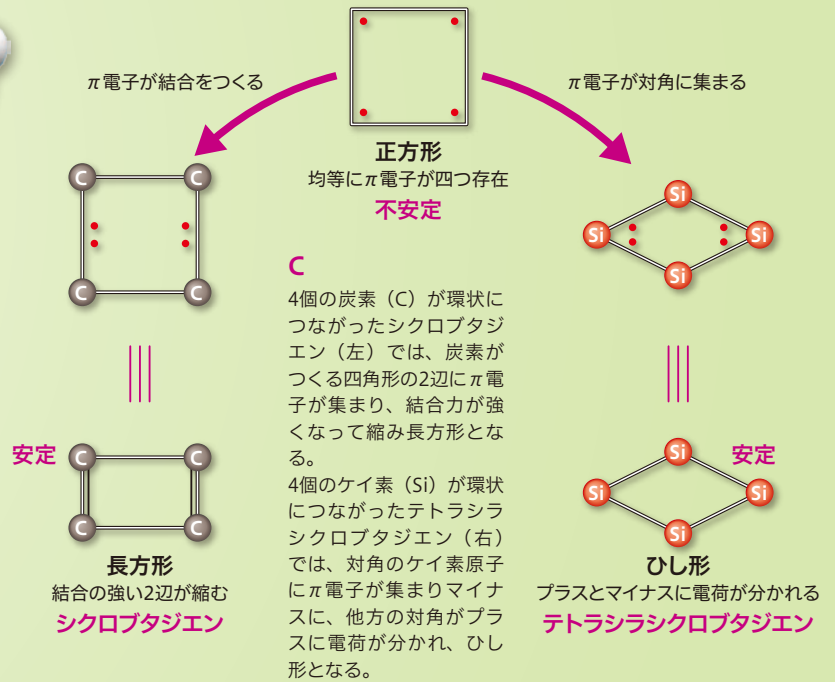 π電子が結合をつくる
π電子が対角に集まる
正方形
均等にπ電子が四つ存在
不安定
C
C
C
C
Si
Si
Si
Si
C
4個の炭素（C）が環状に
つながったシクロブタジ
エン（左）では、炭素が
つくる四角形の2辺にπ電
子が集まり、結合力が強
くなって縮み長方形とな
る。
4個のケイ素（Si）が環状
につながったテトラシラ
シクロブタジエン（右）
では、対角のケイ素原子
にπ電子が集まりマイナ
スに、他方の対角がプラ
スに電荷が分かれ、ひし
形となる。
安定
C
C
C
C
長方形
結合の強い2辺が縮む
シクロブタジエン
安定
Si
Si
Si
Si
ひし形
プラスとマイナスに電荷が分かれる
テトラシラシクロブタジエン